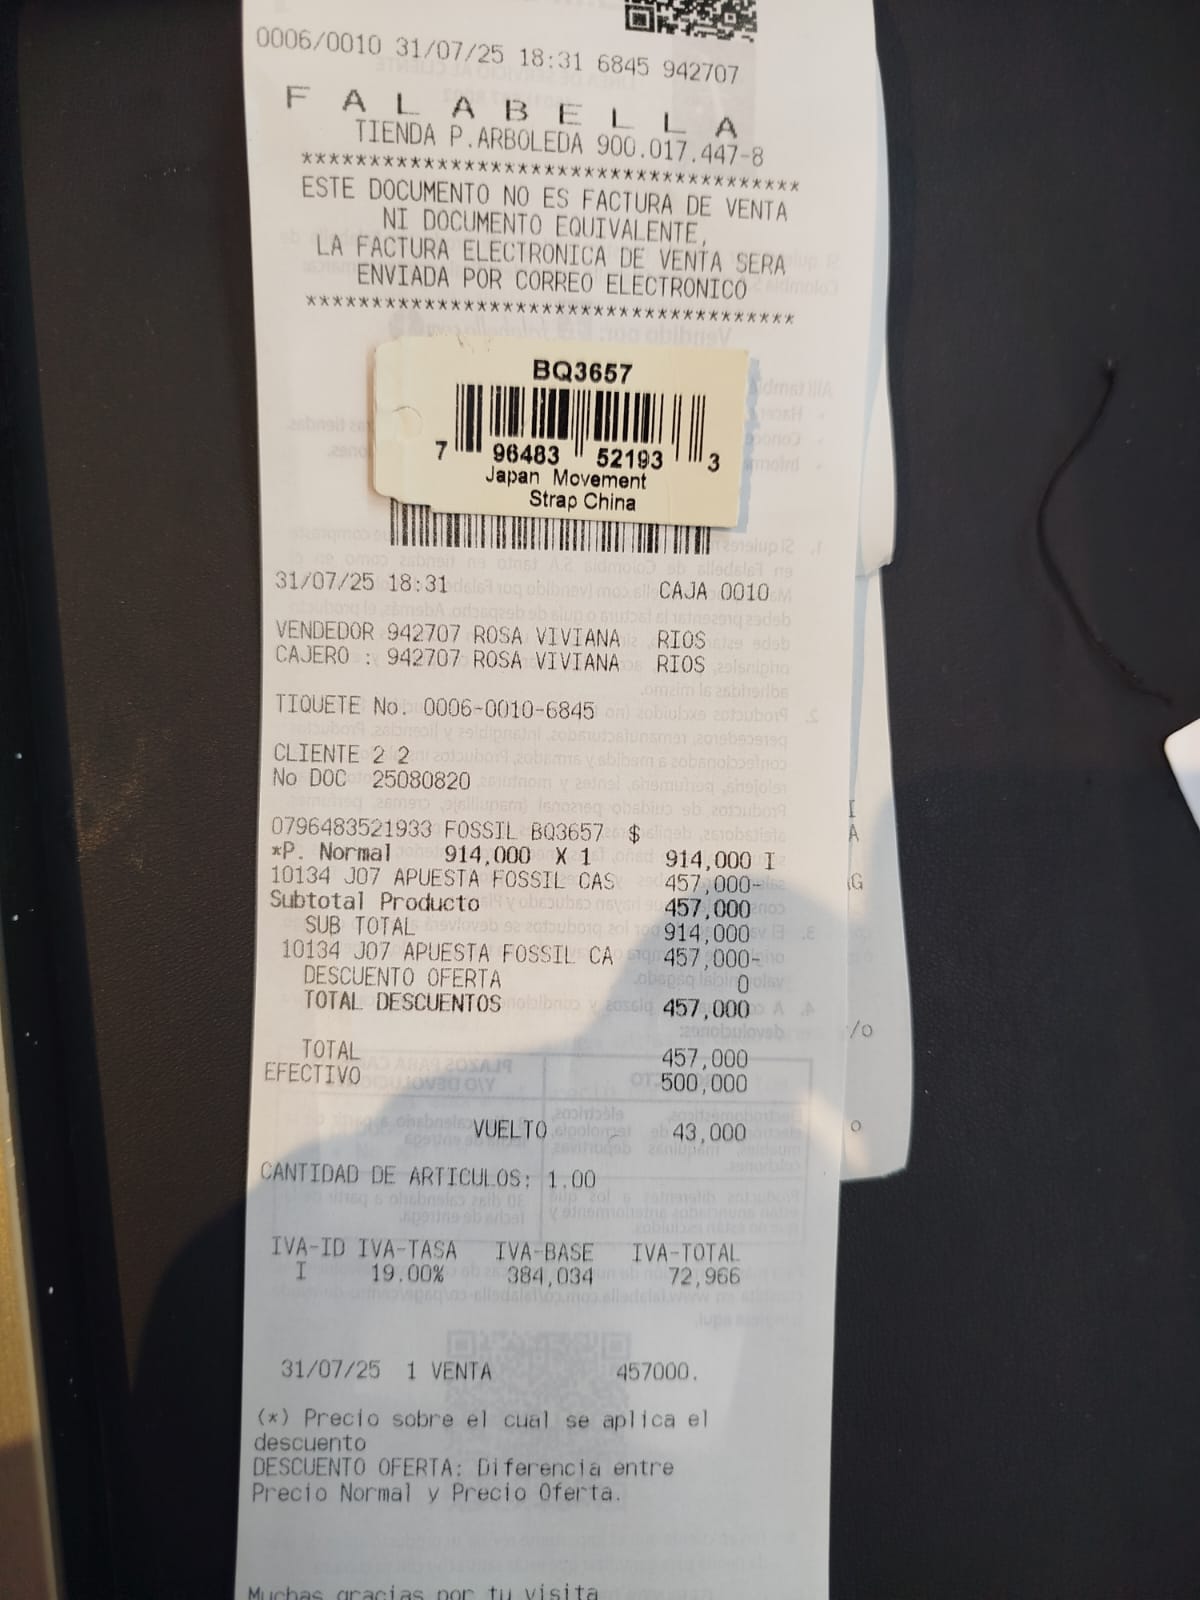 0006/0010 31/07/25 18:31 6845 942707
F A L A B E L L A
TIENDA P.ARBOLEDA 900.017.447-8
***************************************
ESTE DOCUMENTO NO ES FACTURA DE VENTA
NI DOCUMENTO EQUIVALENTE,
LA FACTURA ELECTRONICA DE VENTA SERA
ENVIADA POR CORREO ELECTRONICO
***************************************
BQ3657
7 96483 52193 3
Japan Movement
Strap China
31/07/25 18:31 CAJA 0010
VENDEDOR 942707 ROSA VIVIANA RIOS
CAJERO : 942707 ROSA VIVIANA RIOS
TIQUETE No. 0006-0010-6845
CLIENTE 2 2
No DOC 25080820
0796483521933 FOSSIL BQ3657 $
*P. Normal 914,000 X 1 914,000 I
10134 J07 APUESTA FOSSIL CAS 457,000-
Subtotal Producto 457,000
SUB TOTAL 914,000
10134 J07 APUESTA FOSSIL CA 457,000-
DESCUENTO OFERTA 0
TOTAL DESCUENTOS 457,000
TOTAL 457,000
EFECTIVO 500,000
VUELTO 43,000
CANTIDAD DE ARTICULOS: 1.00
IVA-ID IVA-TASA IVA-BASE IVA-TOTAL
I 19.00% 384,034 72,966
31/07/25 1 VENTA 457000.
(*) Precio sobre el cual se aplica el
descuento
DESCUENTO OFERTA: Diferencia entre
Precio Normal y Precio Oferta.
Muchas gracias por tu visita